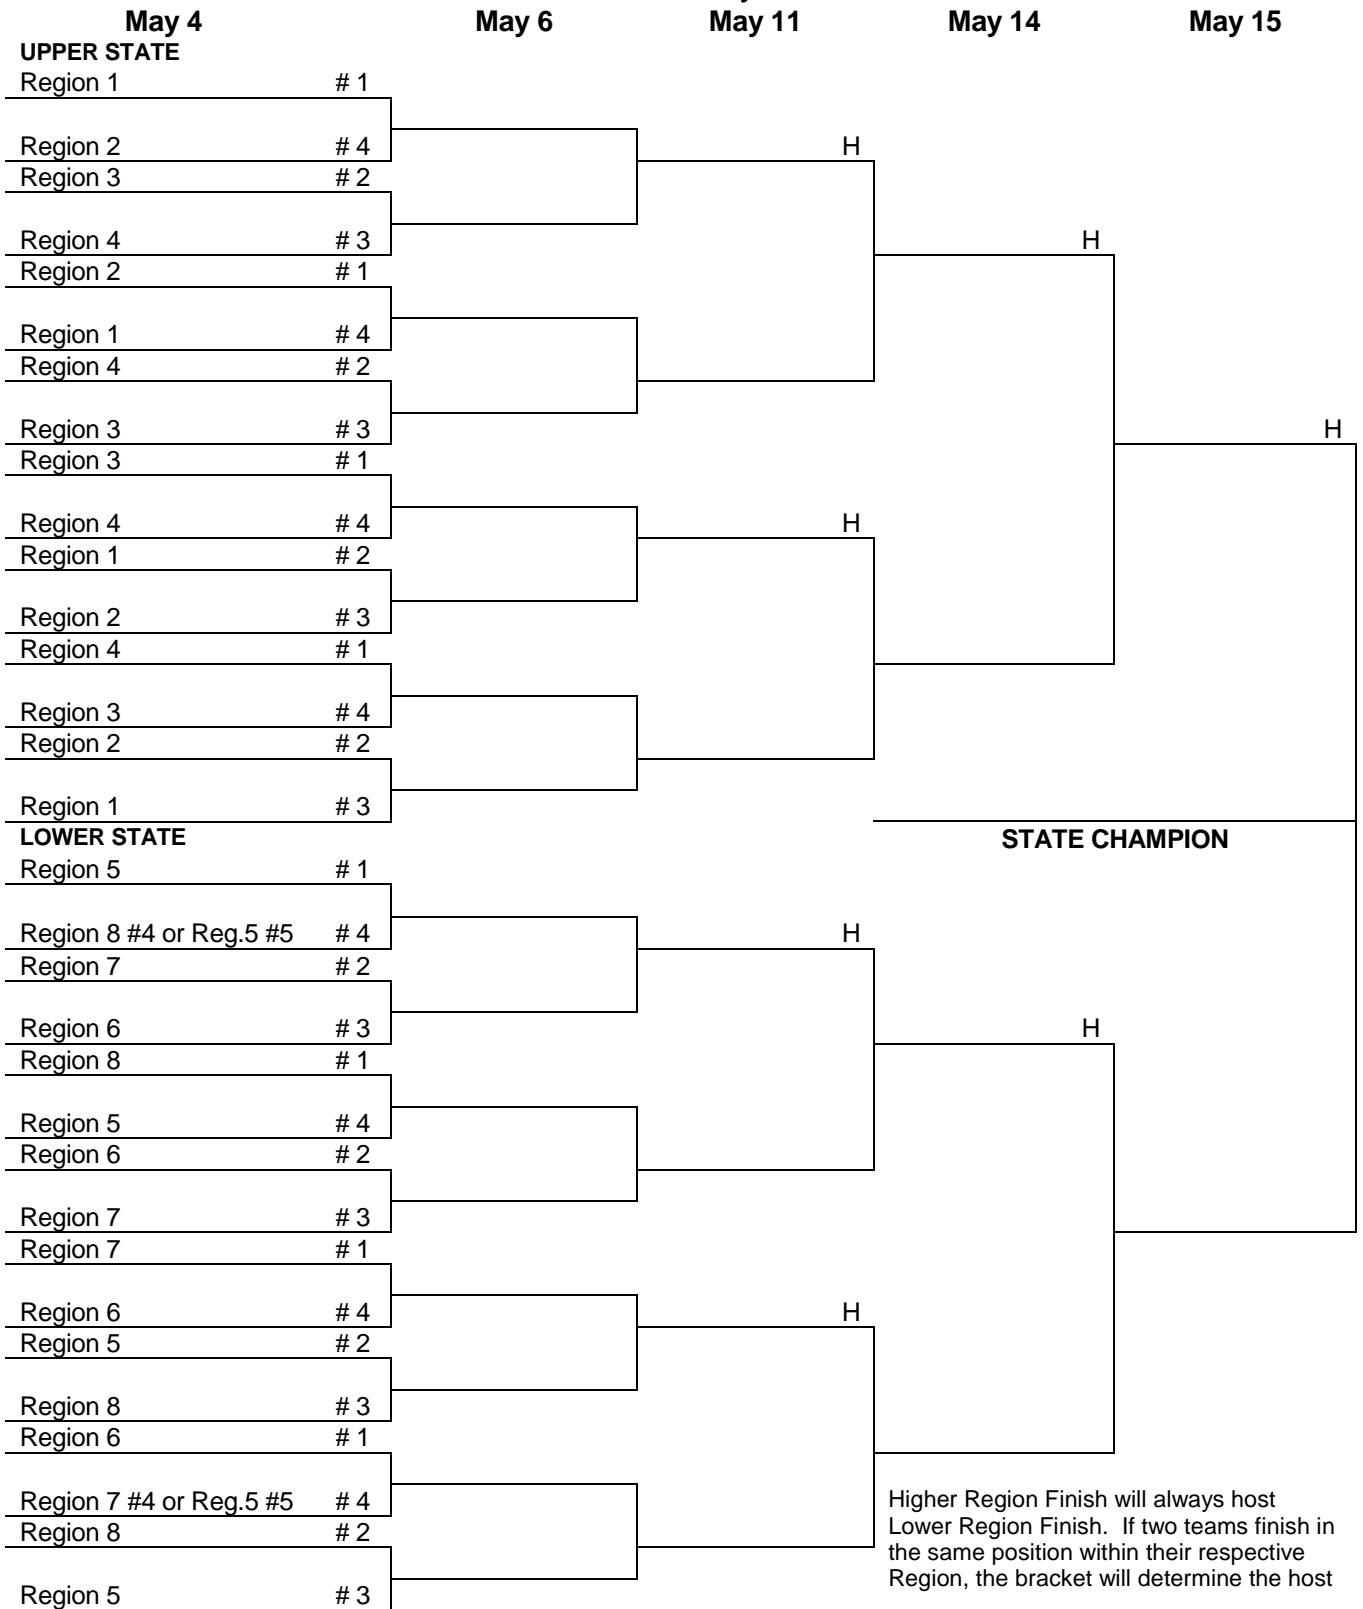 May 4 May 6 May 11 May 14 May 15
UPPER STATE
Region 1 # 1
Region 2 # 4 H
Region 3 # 2
Region 4 # 3 H
Region 2 # 1
Region 1 # 4
Region 4 # 2
Region 3 # 3 H
Region 3 # 1
Region 4 # 4 H
Region 1 # 2
Region 2 # 3
Region 4 # 1
Region 3 # 4
Region 2 # 2
Region 1 # 3
LOWER STATE STATE CHAMPION
Region 5 # 1
Region 8 #4 or Reg.5 #5 # 4 H
Region 7 # 2
Region 6 # 3 H
Region 8 # 1
Region 5 # 4
Region 6 # 2
Region 7 # 3
Region 7 # 1
Region 6 # 4 H
Region 5 # 2
Region 8 # 3
Region 6 # 1
Region 7 #4 or Reg.5 #5 # 4
Region 8 # 2
Region 5 # 3
Higher Region Finish will always host
Lower Region Finish. If two teams finish in
the same position within their respective
Region, the bracket will determine the host